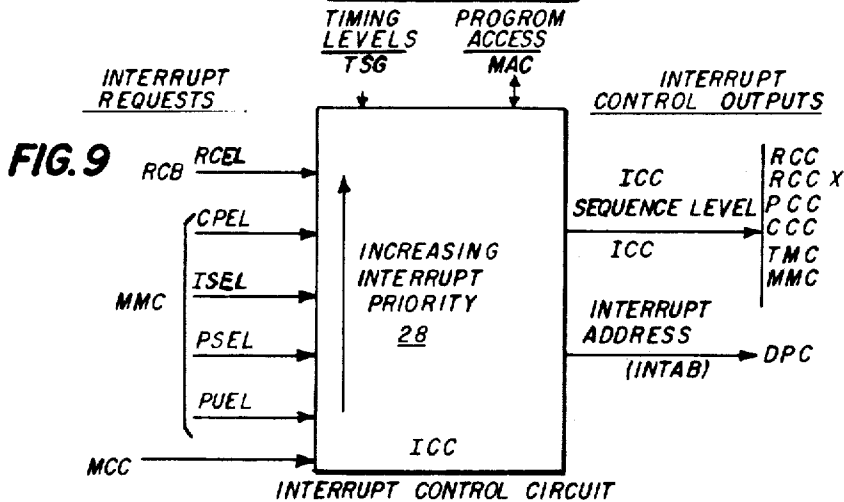 TIMING
LEVELS
TSG
PROGROM
ACCESS
MAC
INTERRUPT
REQUESTS
INTERRUPT
CONTROL OUTPUTS
FIG. 9
RCB
RCEL
CPEL
MMC
ISEL
PSEL
PUEL
MCC
INCREASING
INTERRUPT
PRIORITY
28
ICC
ICC
SEQUENCE LEVEL
ICC
RCC
RCC X
PCC
CCC
TMC
MMC
INTERRUPT
ADDRESS
(INTAB)
DPC
INTERRUPT CONTROL CIRCUIT